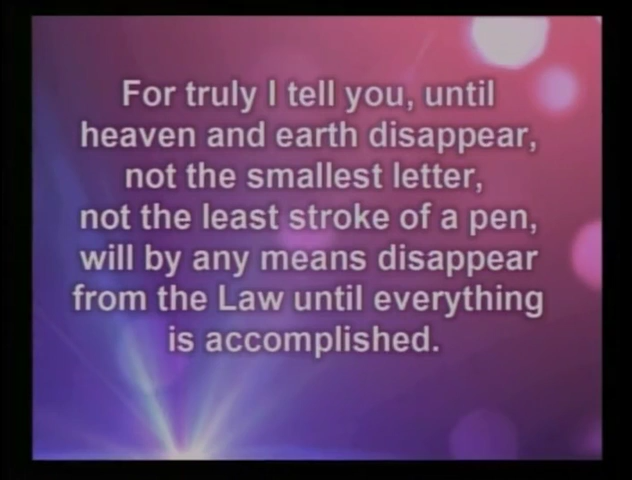 For truly I tell you, until
heaven and earth disappear,
not the smallest letter,
not the least stroke of a pen,
will by any means disappear
from the Law until everything
is accomplished.